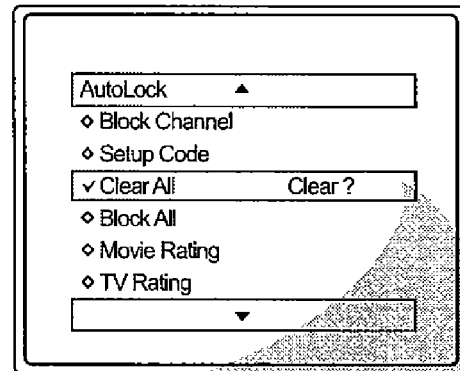 AutoLock ▲
◇ Block Channel
◇ Setup Code
✓ Clear All Clear ?
◇ Block All
◇ Movie Rating
◇ TV Rating
▼